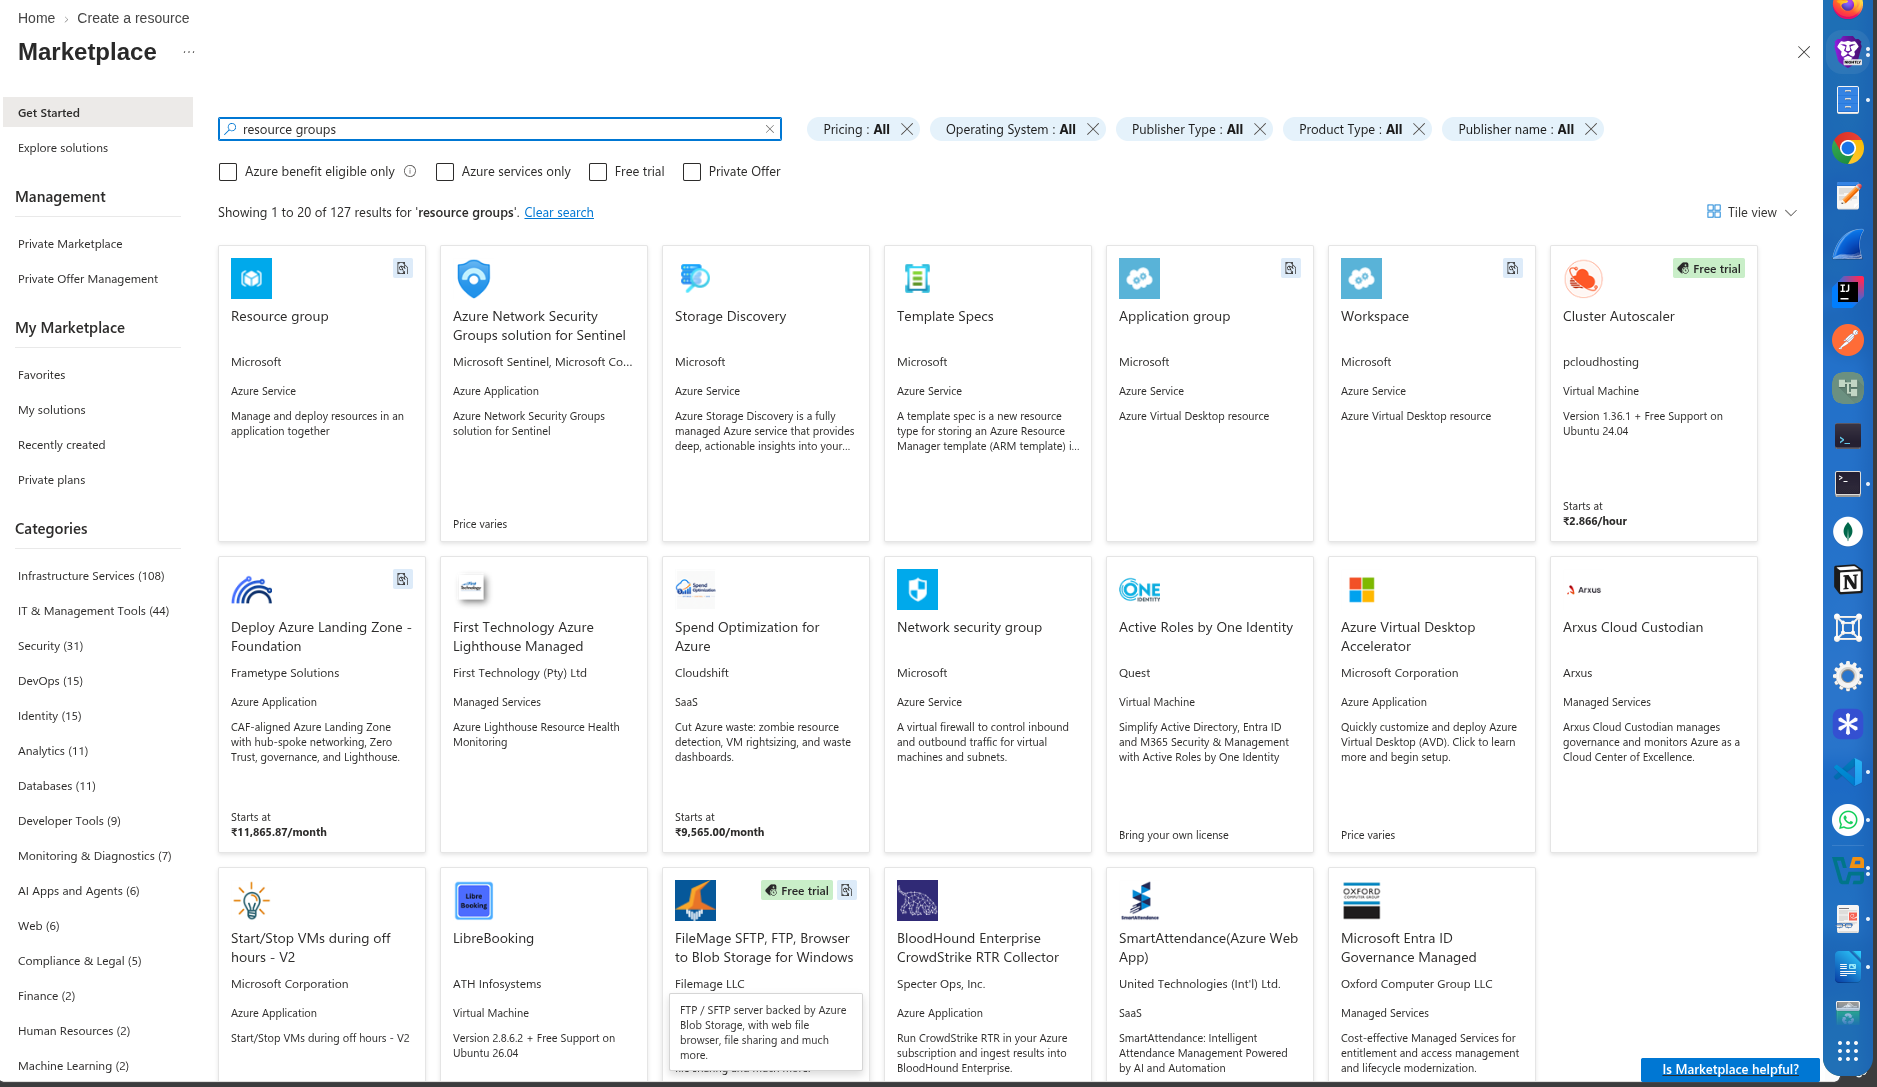 Home › Create a resource
Marketplace ...
Get Started
Explore solutions
Management
Private Marketplace
Private Offer Management
My Marketplace
Favorites
My solutions
Recently created
Private plans
Categories
Infrastructure Services (108)
IT & Management Tools (44)
Security (31)
DevOps (15)
Identity (15)
Analytics (11)
Databases (11)
Developer Tools (9)
Monitoring & Diagnostics (7)
AI Apps and Agents (6)
Web (6)
Compliance & Legal (5)
Finance (2)
Human Resources (2)
Machine Learning (2)
resource groups
Pricing : All
Operating System : All
Publisher Type : All
Product Type : All
Publisher name : All
Azure benefit eligible only
Azure services only
Free trial
Private Offer
Showing 1 to 20 of 127 results for 'resource groups'. Clear search
Tile view
Resource group
Microsoft
Azure Service
Manage and deploy resources in an
application together
Azure Network Security
Groups solution for Sentinel
Microsoft Sentinel, Microsoft Co...
Azure Application
Azure Network Security Groups
solution for Sentinel
Price varies
Storage Discovery
Microsoft
Azure Service
Azure Storage Discovery is a fully
managed Azure service that provides
deep, actionable insights into your...
Template Specs
Microsoft
Azure Service
A template spec is a new resource
type for storing an Azure Resource
Manager template (ARM template) i...
Application group
Microsoft
Azure Service
Azure Virtual Desktop resource
Workspace
Microsoft
Azure Service
Azure Virtual Desktop resource
Free trial
Cluster Autoscaler
pcloudhosting
Virtual Machine
Version 1.36.1 + Free Support on
Ubuntu 24.04
Starts at
₹2.866/hour
Deploy Azure Landing Zone -
Foundation
Frametype Solutions
Azure Application
CAF-aligned Azure Landing Zone
with hub-spoke networking, Zero
Trust, governance, and Lighthouse.
Starts at
₹11,865.87/month
First
Technology
First Technology Azure
Lighthouse Managed
First Technology (Pty) Ltd
Managed Services
Azure Lighthouse Resource Health
Monitoring
Spend
Optimization
Spend Optimization for
Azure
Cloudshift
SaaS
Cut Azure waste: zombie resource
detection, VM rightsizing, and waste
dashboards.
Starts at
₹9,565.00/month
Network security group
Microsoft
Azure Service
A virtual firewall to control inbound
and outbound traffic for virtual
machines and subnets.
ONE
IDENTITY
Active Roles by One Identity
Quest
Virtual Machine
Simplify Active Directory, Entra ID
and M365 Security & Management
with Active Roles by One Identity
Bring your own license
Azure Virtual Desktop
Accelerator
Microsoft Corporation
Azure Application
Quickly customize and deploy Azure
Virtual Desktop (AVD). Click to learn
more and begin setup.
Price varies
Arxus
Arxus Cloud Custodian
Arxus
Managed Services
Arxus Cloud Custodian manages
governance and monitors Azure as a
Cloud Center of Excellence.
Start/Stop VMs during off
hours - V2
Microsoft Corporation
Azure Application
Start/Stop VMs during off hours - V2
Libre
Booking
LibreBooking
ATH Infosystems
Virtual Machine
Version 2.8.6.2 + Free Support on
Ubuntu 26.04
Free trial
FileMage SFTP, FTP, Browser
to Blob Storage for Windows
Filemage LLC
FTP / SFTP server backed by Azure
Blob Storage, with web file
browser, file sharing and much
more.
BloodHound Enterprise
CrowdStrike RTR Collector
Specter Ops, Inc.
Azure Application
Run CrowdStrike RTR in your Azure
subscription and ingest results into
BloodHound Enterprise.
SmartAttendance
SmartAttendance(Azure Web
App)
United Technologies (Int'l) Ltd.
SaaS
SmartAttendance: Intelligent
Attendance Management Powered
by AI and Automation
OXFORD
COMPUTER GROUP
Microsoft Entra ID
Governance Managed
Oxford Computer Group LLC
Managed Services
Cost-effective Managed Services for
entitlement and access management
and lifecycle modernization.
Is Marketplace helpful?
NIGHTLY
IJ